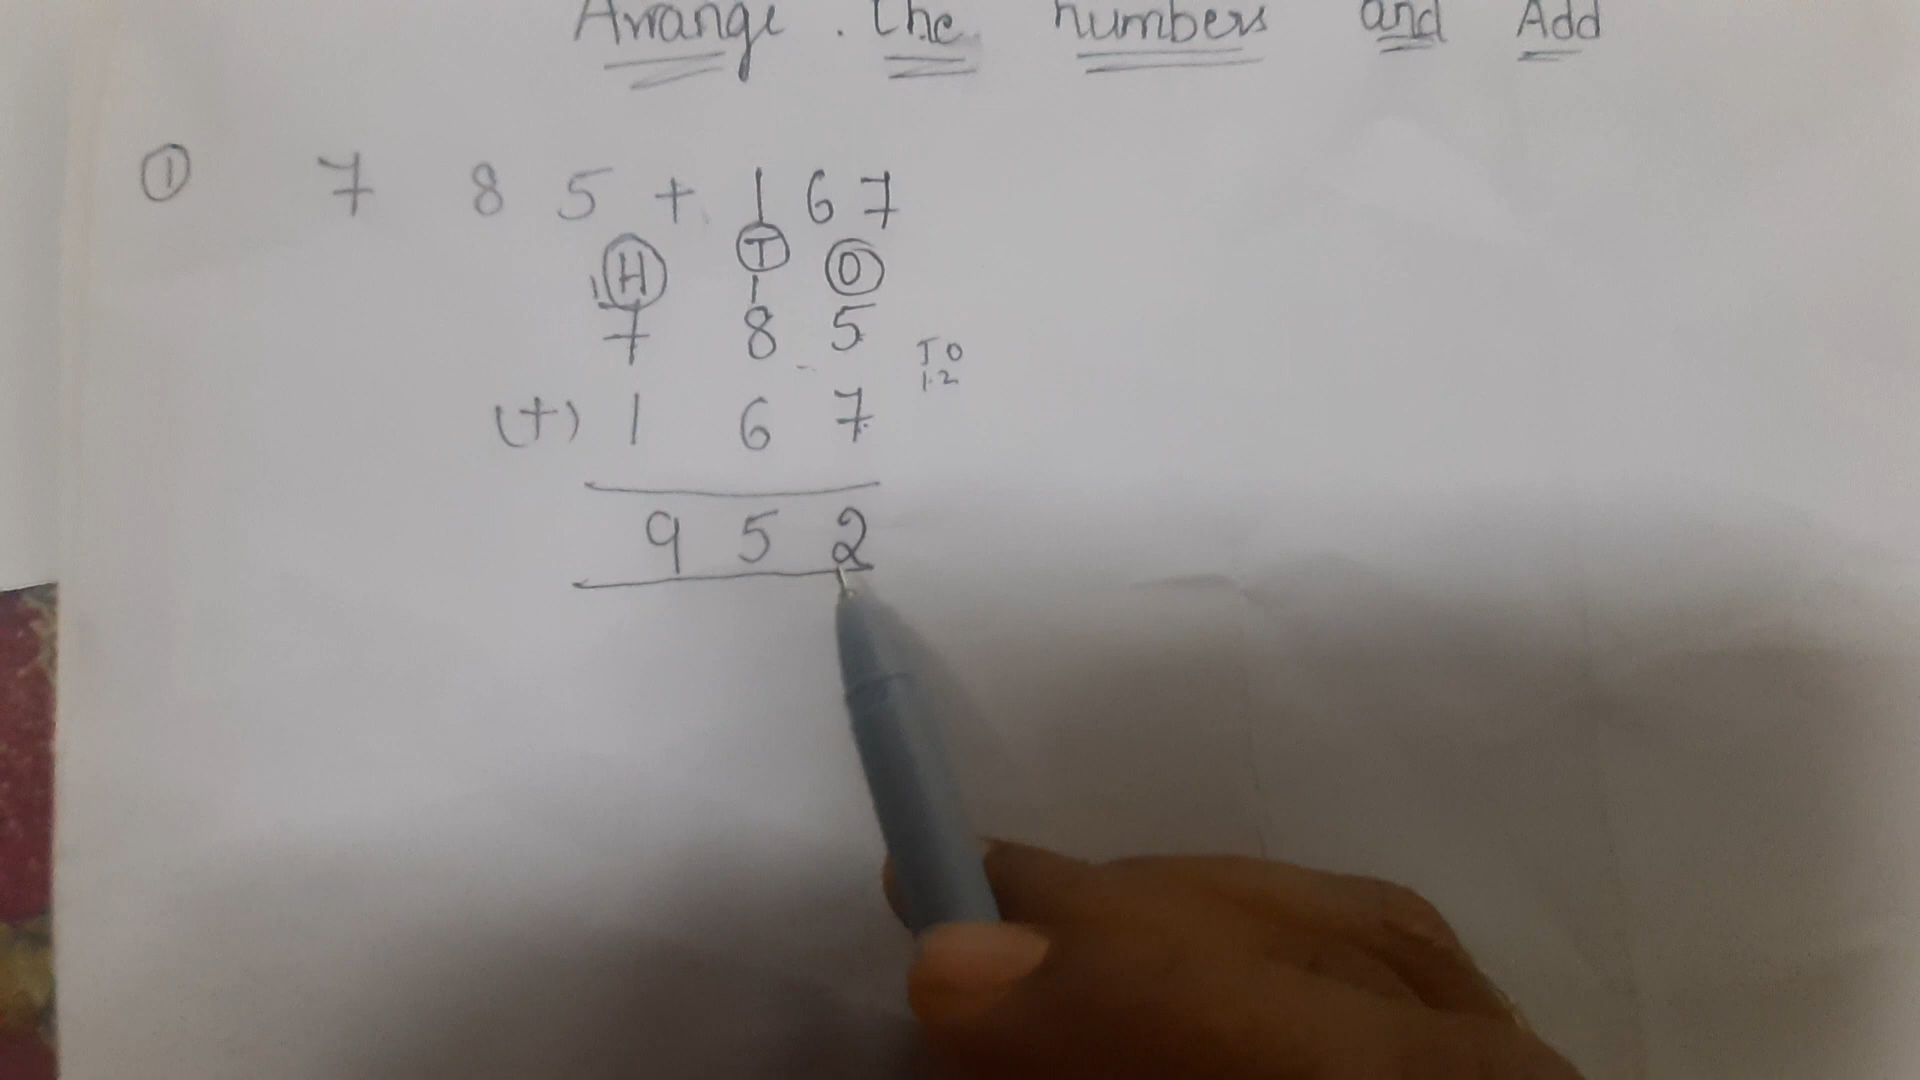 Arrange . the numbers and Add
① 7 8 5 + 1 6 7
H T O
1 1
7 8 5
T O
1 2
(+) 1 6 7
9 5 2